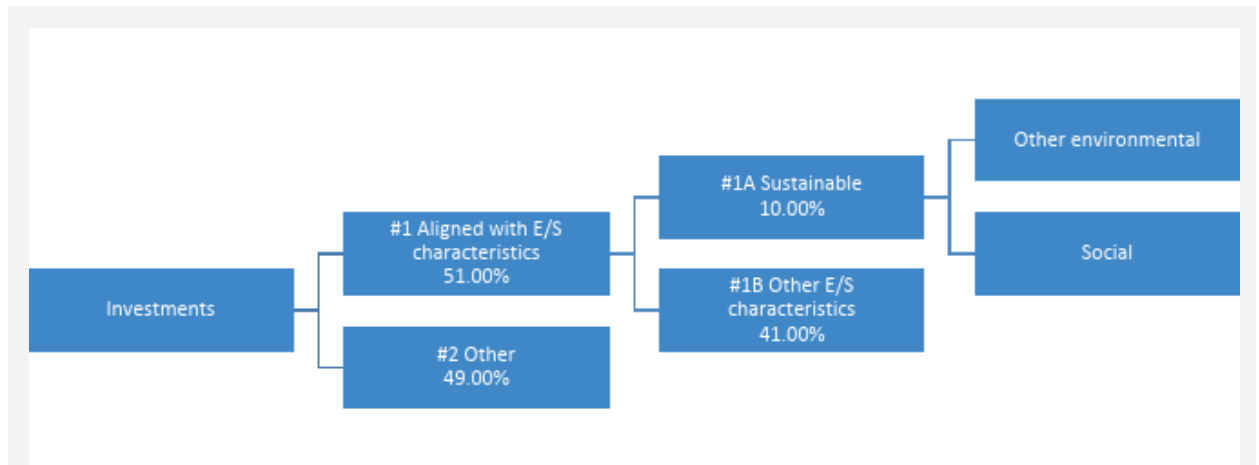 Investments
#1 Aligned with E/S
characteristics
51.00%
#2 Other
49.00%
#1A Sustainable
10.00%
#1B Other E/S
characteristics
41.00%
Other environmental
Social